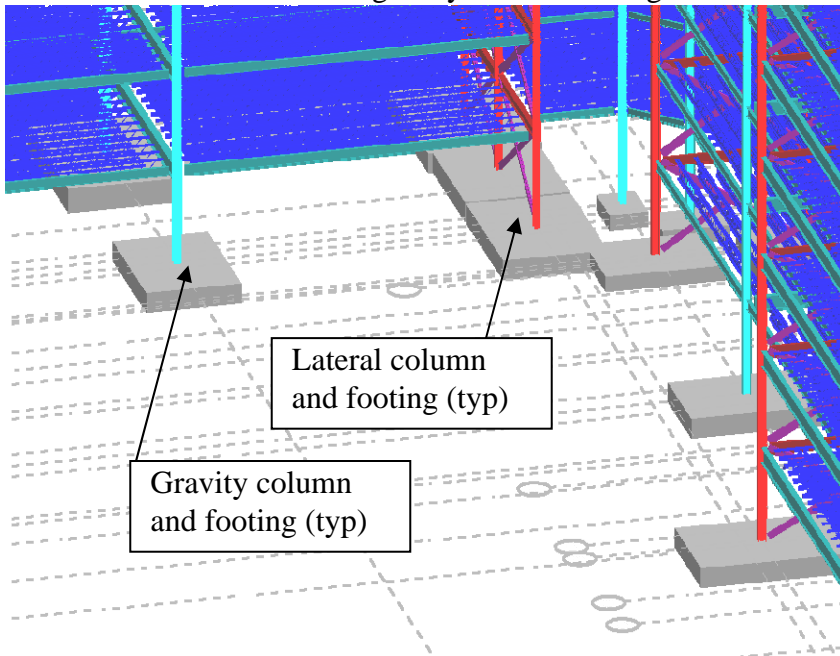 Lateral column
and footing (typ)
Gravity column
and footing (typ)